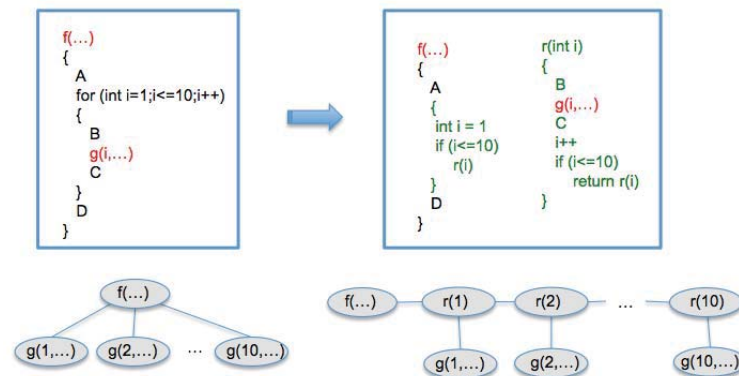 f(…)
{
A
for (int i=1;i<=10;i++)
{
B
g(i,…)
C
}
D
}
f(…)
{
A
{
int i = 1
if (i<=10)
r(i)
}
D
}
r(int i)
{
B
g(i,…)
C
i++
if (i<=10)
return r(i)
}
f(…)
g(1,…) g(2,…) … g(10,…)
f(…) r(1) r(2) … r(10)
g(1,…) g(2,…) g(10,…)